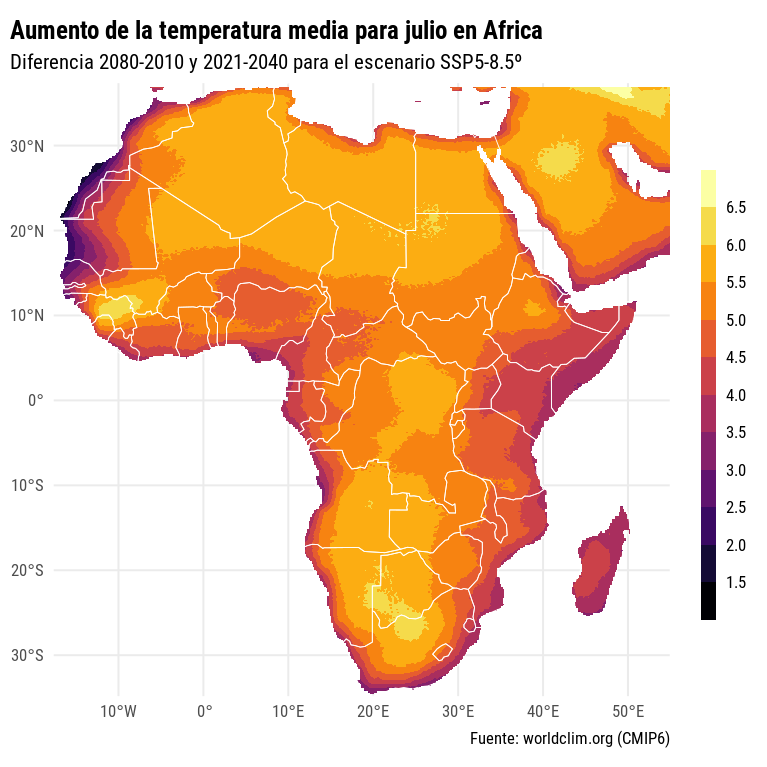 Aumento de la temperatura media para julio en Africa
Diferencia 2080-2010 y 2021-2040 para el escenario SSP5-8.5º
30°N
20°N
10°N
0°
10°S
20°S
30°S
6.5
6.0
5.5
5.0
4.5
4.0
3.5
3.0
2.5
2.0
1.5
10°W
0°
10°E
20°E
30°E
40°E
50°E
Fuente: worldclim.org (CMIP6)